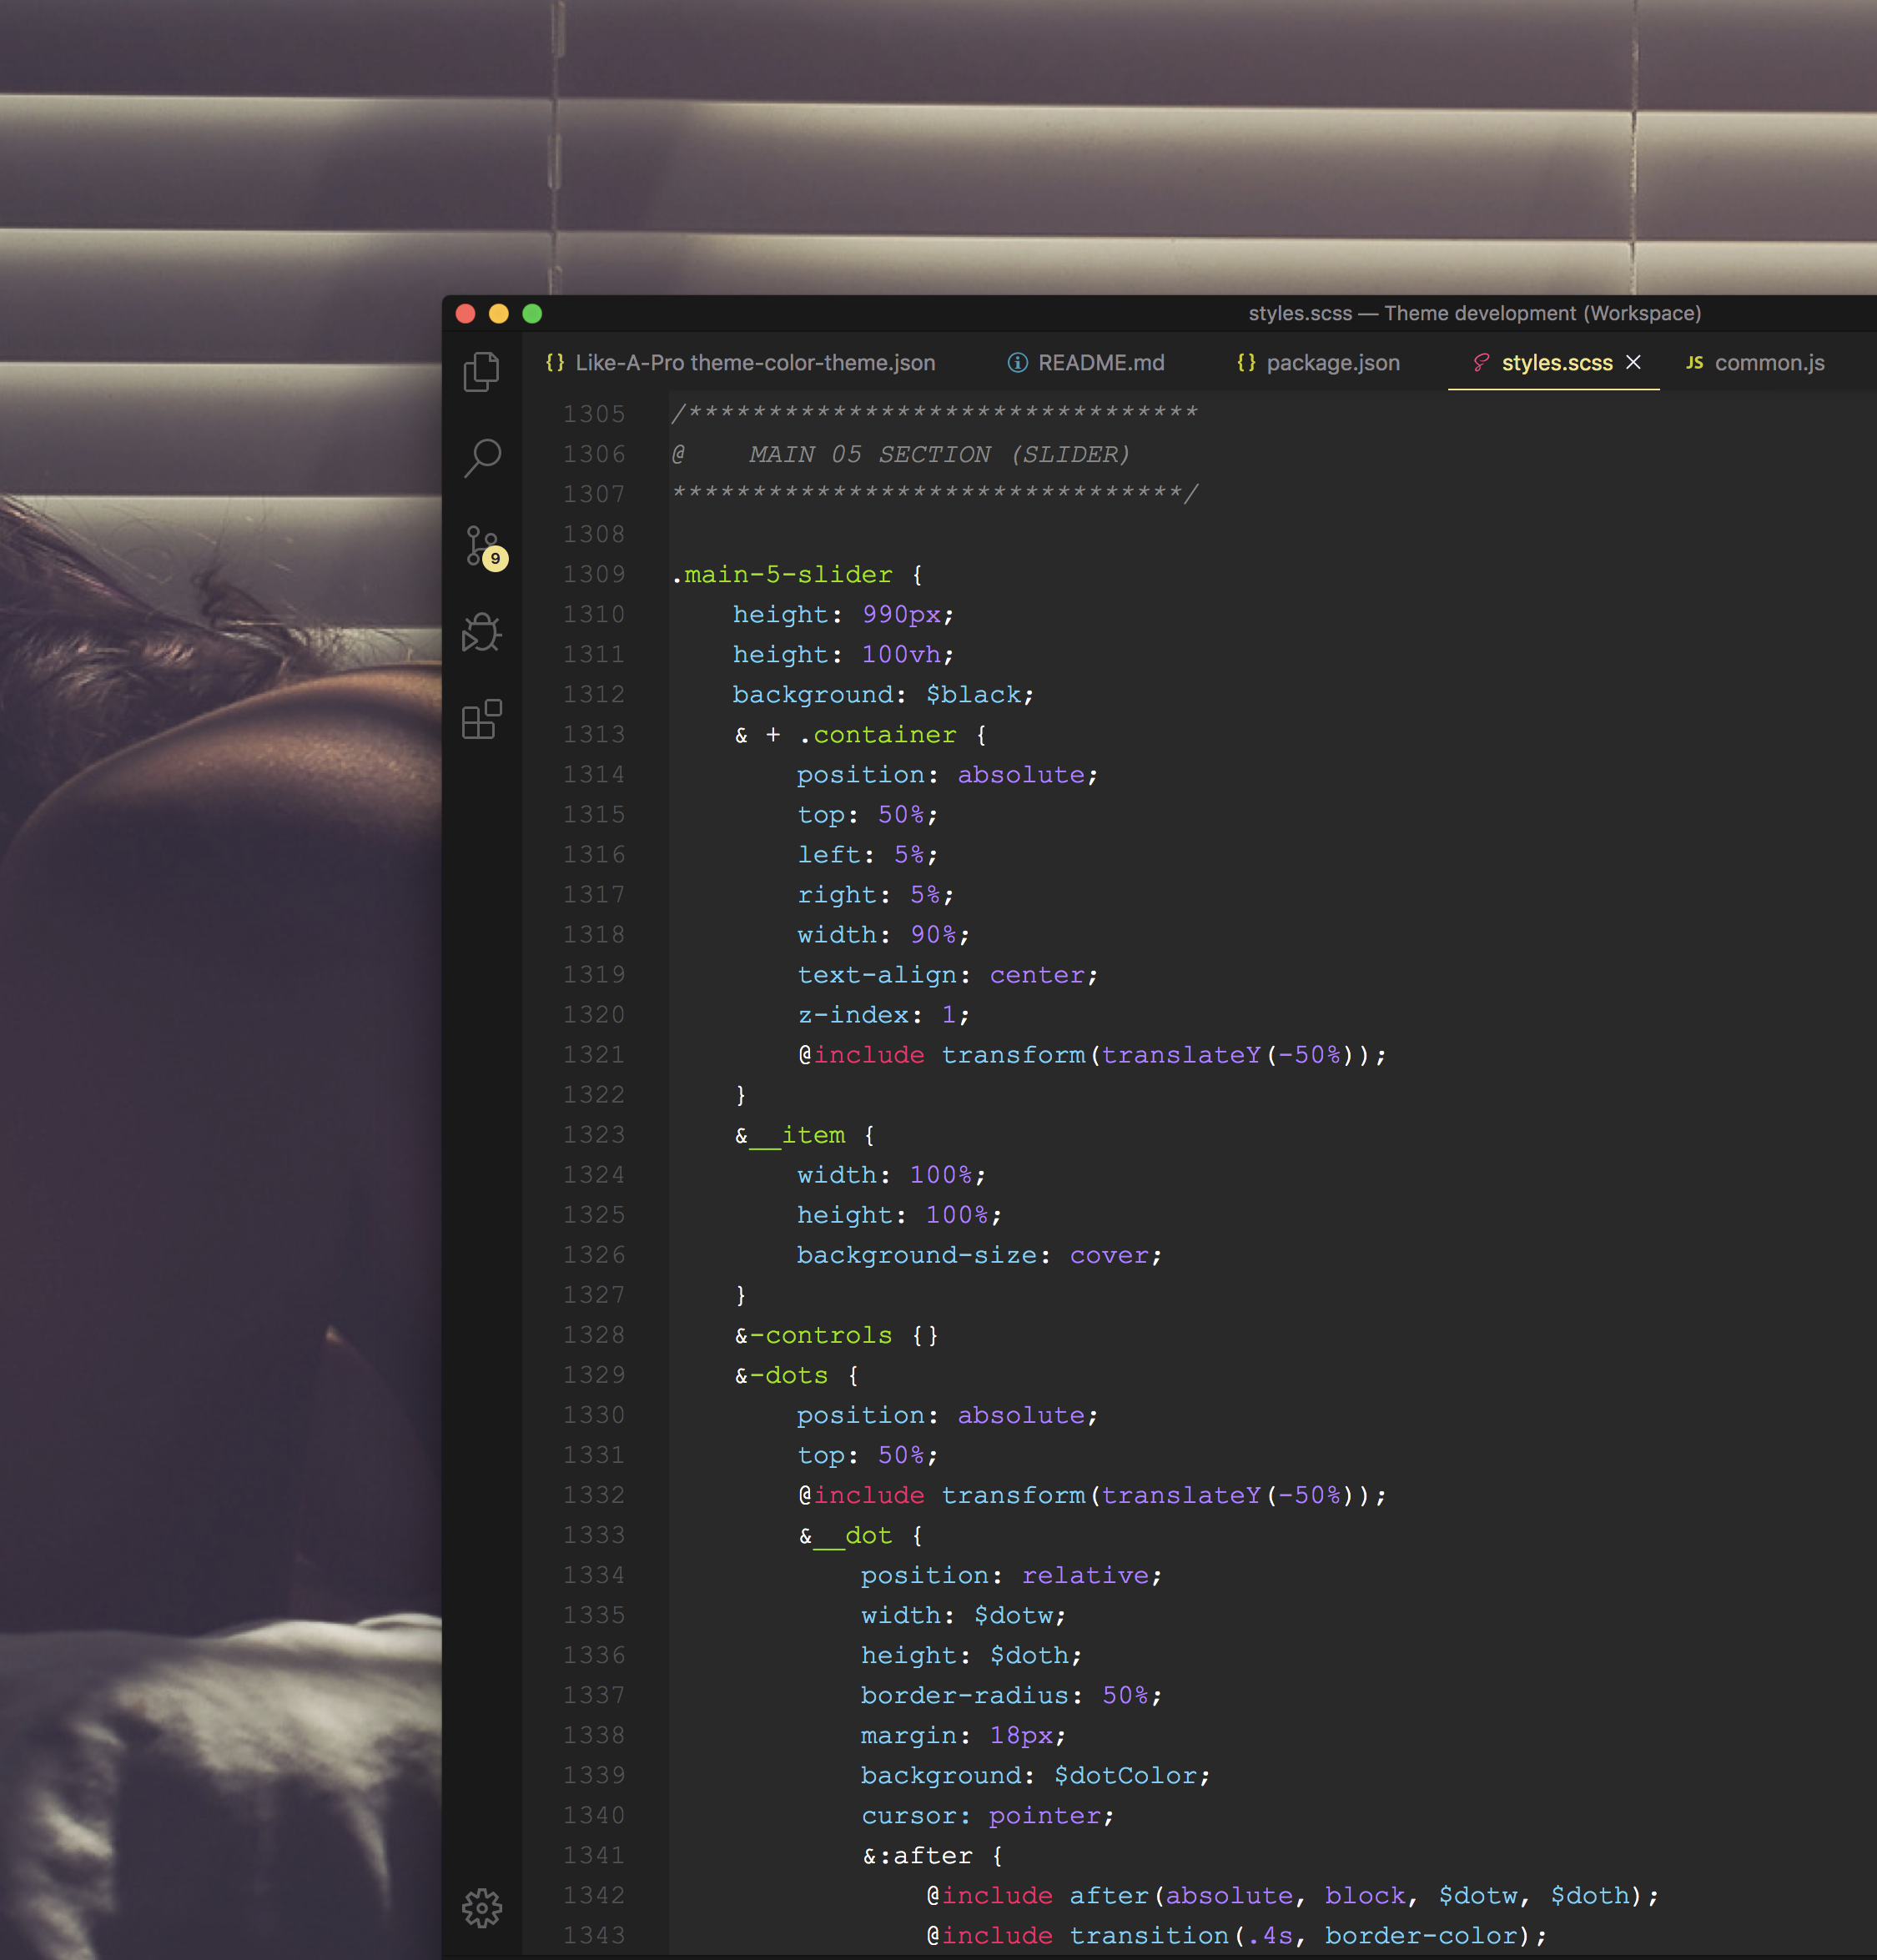 styles.scss — Theme development (Workspace)
{} Like-A-Pro theme-color-theme.json README.md {} package.json styles.scss JS common.js
9
1305 /********************************
1306 @    MAIN 05 SECTION (SLIDER)
1307 ********************************/
1308
1309 .main-5-slider {
1310     height: 990px;
1311     height: 100vh;
1312     background: $black;
1313     & + .container {
1314         position: absolute;
1315         top: 50%;
1316         left: 5%;
1317         right: 5%;
1318         width: 90%;
1319         text-align: center;
1320         z-index: 1;
1321         @include transform(translateY(-50%));
1322     }
1323     &__item {
1324         width: 100%;
1325         height: 100%;
1326         background-size: cover;
1327     }
1328     &-controls {}
1329     &-dots {
1330         position: absolute;
1331         top: 50%;
1332         @include transform(translateY(-50%));
1333         &__dot {
1334             position: relative;
1335             width: $dotw;
1336             height: $doth;
1337             border-radius: 50%;
1338             margin: 18px;
1339             background: $dotColor;
1340             cursor: pointer;
1341             &:after {
1342                 @include after(absolute, block, $dotw, $doth);
1343                 @include transition(.4s, border-color);